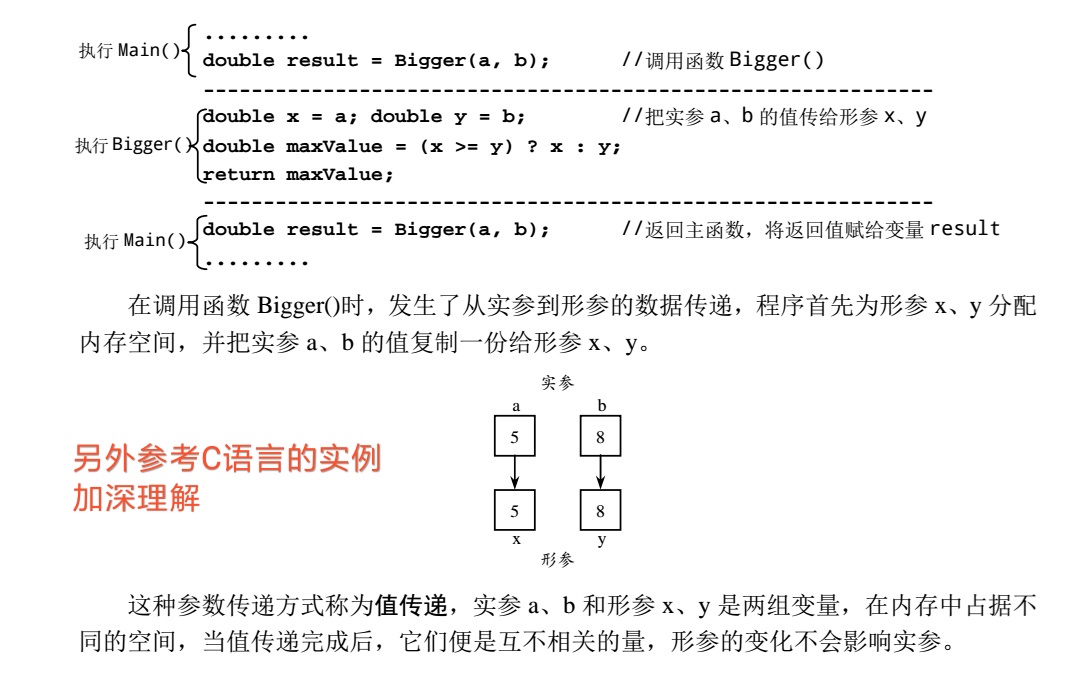 执行 Main() .........
double result = Bigger(a, b); //调用函数 Bigger()
--------------------------------------------------------------
double x = a; double y = b; //把实参 a、b 的值传给形参 x、y
执行 Bigger() double maxValue = (x >= y) ? x : y;
return maxValue;
--------------------------------------------------------------
执行 Main() double result = Bigger(a, b); //返回主函数，将返回值赋给变量 result
.........
在调用函数 Bigger()时，发生了从实参到形参的数据传递，程序首先为形参 x、y 分配
内存空间，并把实参 a、b 的值复制一份给形参 x、y。
实参
a b
5 8
另外参考C语言的实例
加深理解
5 8
x y
形参
这种参数传递方式称为值传递，实参 a、b 和形参 x、y 是两组变量，在内存中占据不
同的空间，当值传递完成后，它们便是互不相关的量，形参的变化不会影响实参。